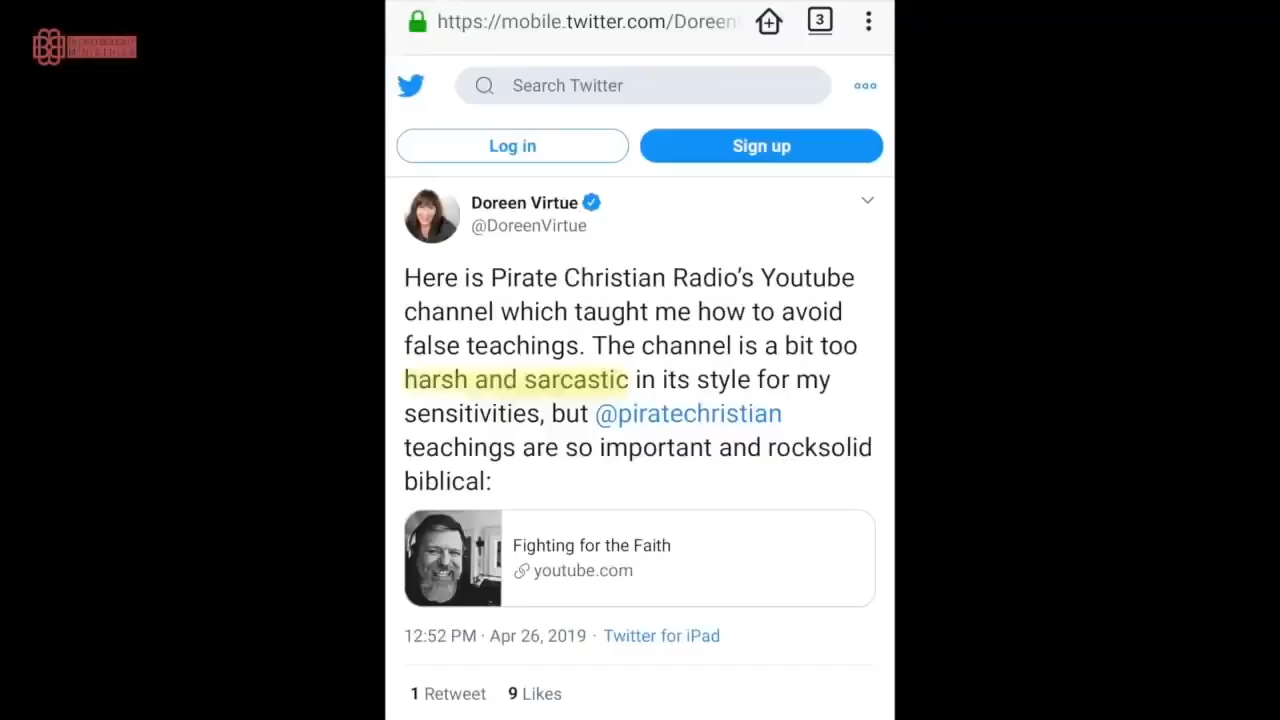 https://mobile.twitter.com/Doreen
3
Search Twitter
Log in
Sign up
Doreen Virtue
@DoreenVirtue
Here is Pirate Christian Radio’s Youtube
channel which taught me how to avoid
false teachings. The channel is a bit too
harsh and sarcastic in its style for my
sensitivities, but @piratechristian
teachings are so important and rocksolid
biblical:
Fighting for the Faith
youtube.com
12:52 PM · Apr 26, 2019 · Twitter for iPad
1 Retweet 9 Likes